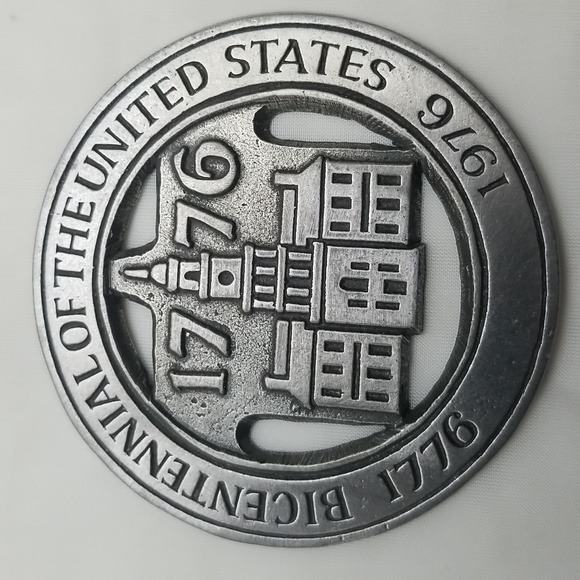 1776 BICENTENNIAL OF THE UNITED STATES 1976
1776